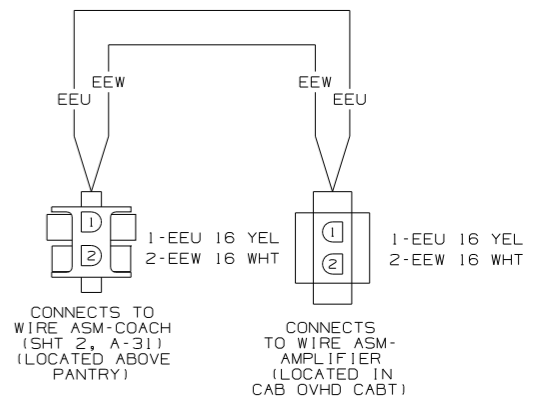 EEW
EEU
EEW
EEU
1
2
1-EEU 16 YEL
2-EEW 16 WHT
CONNECTS TO
WIRE ASM-COACH
(SHT 2, A-31)
(LOCATED ABOVE
PANTRY)
1
2
1-EEU 16 YEL
2-EEW 16 WHT
CONNECTS
TO WIRE ASM-
AMPLIFIER
(LOCATED IN
CAB OVHD CABT)